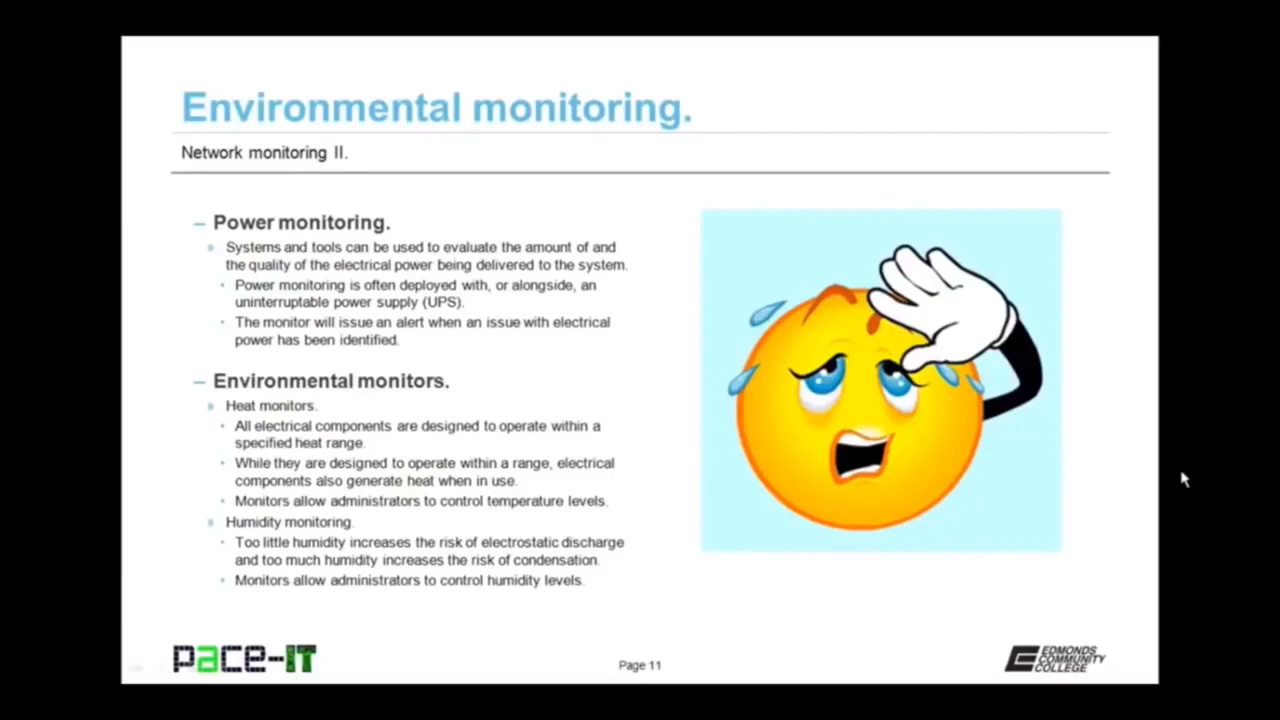 Environmental monitoring.
Network monitoring II.
– Power monitoring.
» Systems and tools can be used to evaluate the amount of and
the quality of the electrical power being delivered to the system.
• Power monitoring is often deployed with, or alongside, an
uninterruptable power supply (UPS).
• The monitor will issue an alert when an issue with electrical
power has been identified.
– Environmental monitors.
» Heat monitors.
• All electrical components are designed to operate within a
specified heat range.
• While they are designed to operate within a range, electrical
components also generate heat when in use.
• Monitors allow administrators to control temperature levels.
» Humidity monitoring.
• Too little humidity increases the risk of electrostatic discharge
and too much humidity increases the risk of condensation.
• Monitors allow administrators to control humidity levels.
pace-IT
Page 11
EDMONDS
COMMUNITY
COLLEGE